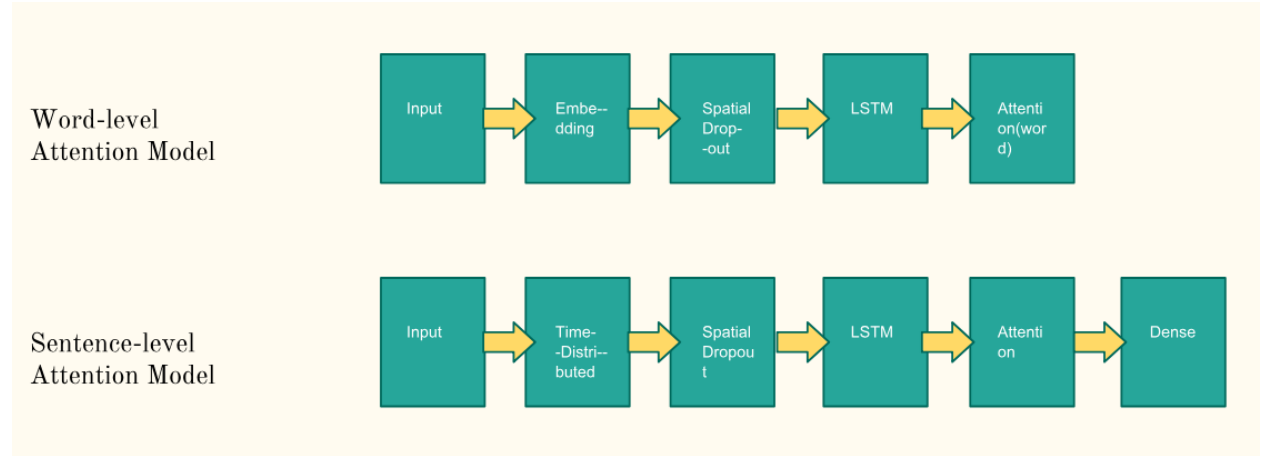 Word-level
Attention Model
Input
Embe--
dding
Spatial
Drop-
-out
LSTM
Attenti
on(wor
d)
Sentence-level
Attention Model
Input
Time-
-Distri--
buted
Spatial
Dropou
t
LSTM
Attenti
on
Dense